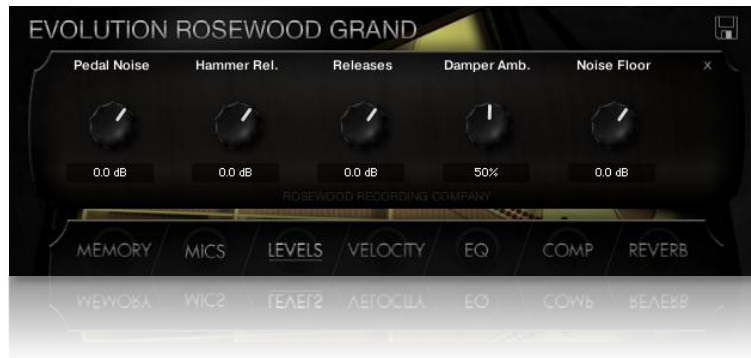 EVOLUTION ROSEWOOD GRAND
Pedal Noise Hammer Rel. Releases Damper Amb. Noise Floor x
0.0 dB 0.0 dB 0.0 dB 50% 0.0 dB
ROSEWOOD RECORDING COMPANY
MEMORY MICS LEVELS VELOCITY EQ COMP REVERB